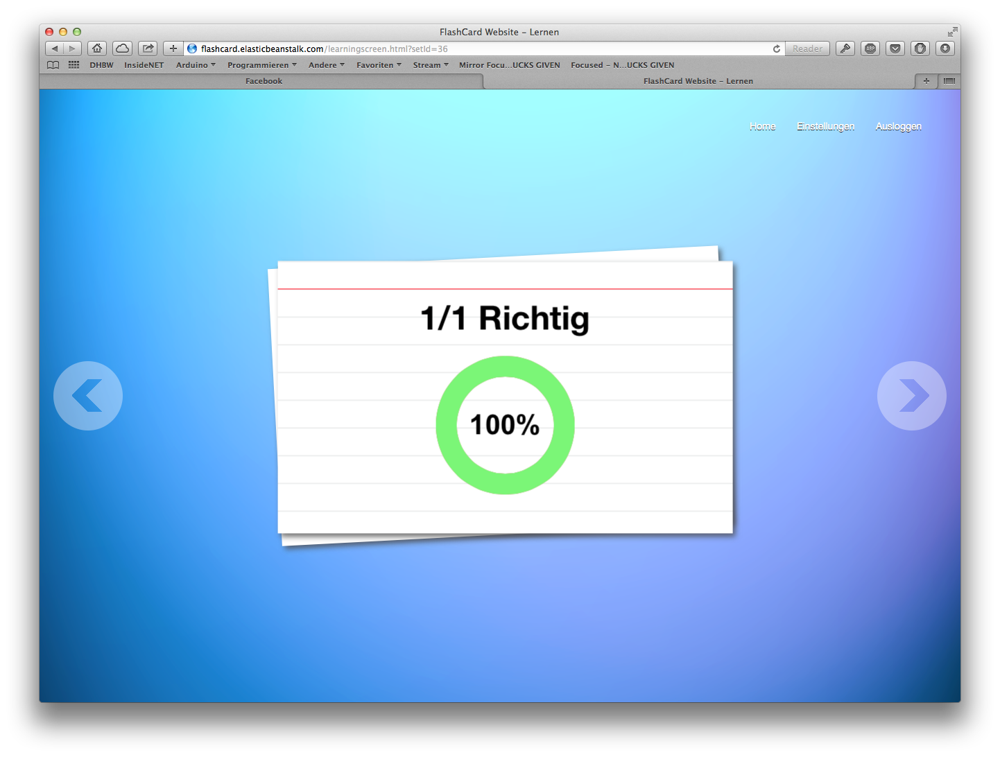 FlashCard Website – Lernen
flashcard.elasticbeanstalk.com/learningscreen.html?setId=36
Reader
ABP
DHBW InsideNET Arduino Programmieren Andere Favoriten Stream Mirror Focu...UCKS GIVEN Focused – N...UCKS GIVEN
Facebook FlashCard Website – Lernen
Home Einstellungen Ausloggen
1/1 Richtig
100%